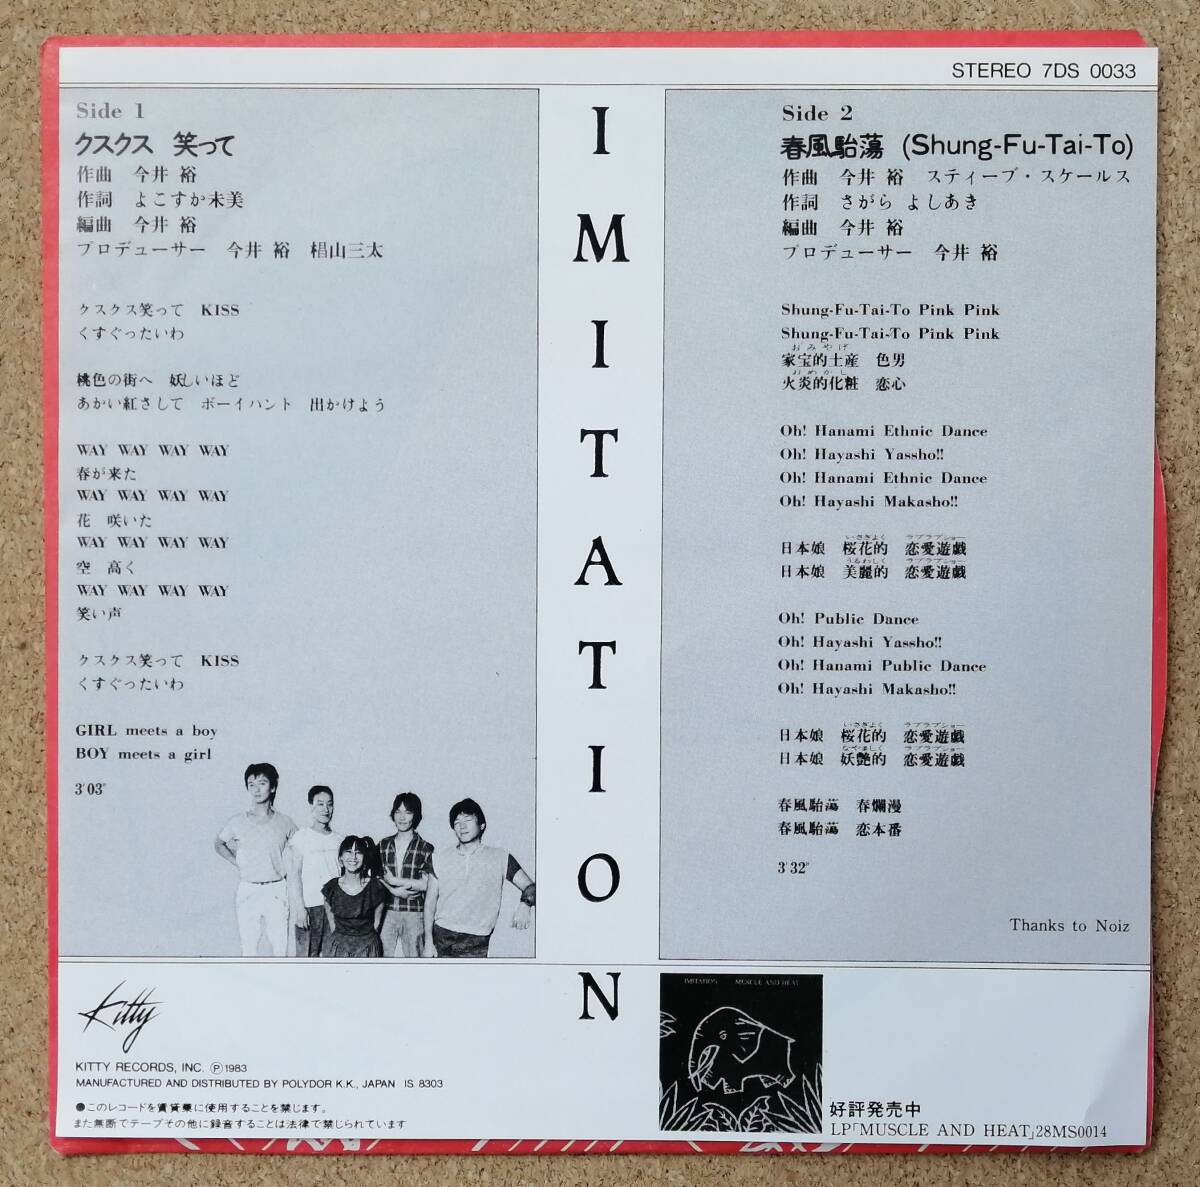 STEREO 7DS 0033
Side 1
クスクス 笑って
作曲 今井 裕
作詞 よこすか未美
編曲 今井 裕
プロデューサー 今井 裕 椙山三太
クスクス笑って KISS
くすぐったいわ
桃色の街へ 妖しいほど
あかい紅さして ボーイハント 出かけよう
WAY WAY WAY WAY
春が来た
WAY WAY WAY WAY
花 咲いた
WAY WAY WAY WAY
空 高く
WAY WAY WAY WAY
笑い声
クスクス笑って KISS
くすぐったいわ
GIRL meets a boy
BOY meets a girl
3'03"
IMITATION
Side 2
春風駘蕩 (Shung-Fu-Tai-To)
作曲 今井 裕 スティーブ・スケールス
作詞 さがら よしあき
編曲 今井 裕
プロデューサー 今井 裕
Shung-Fu-Tai-To Pink Pink
Shung-Fu-Tai-To Pink Pink
おみやげ
家宝的土産 色男
おめかし
火炎的化粧 恋心
Oh! Hanami Ethnic Dance
Oh! Hayashi Yassho!!
Oh! Hanami Ethnic Dance
Oh! Hayashi Makasho!!
いさぎよく ラブラブショー
日本娘 桜花的 恋愛遊戯
うるわしく ラブラブショー
日本娘 美麗的 恋愛遊戯
Oh! Public Dance
Oh! Hayashi Yassho!!
Oh! Hanami Public Dance
Oh! Hayashi Makasho!!
いさぎよく ラブラブショー
日本娘 桜花的 恋愛遊戯
なやましく ラブラブショー
日本娘 妖艶的 恋愛遊戯
春風駘蕩 春爛漫
春風駘蕩 恋本番
3'32"
Thanks to Noiz
Kitty
KITTY RECORDS, INC. Ⓟ1983
MANUFACTURED AND DISTRIBUTED BY POLYDOR K.K., JAPAN IS 8303
●このレコードを賃貸業に使用することを禁じます。
また無断でテープその他に録音することは法律で禁じられています
IMITATION MUSCLE AND HEAT
好評発売中
LP「MUSCLE AND HEAT」28MS0014